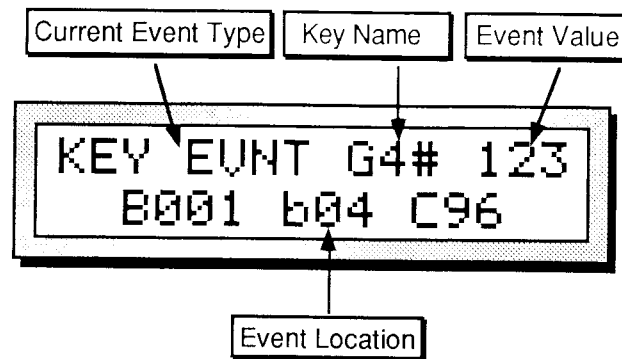 Current Event Type
Key Name
Event Value
KEY EVNT G4# 123
B001 b04 C96
Event Location